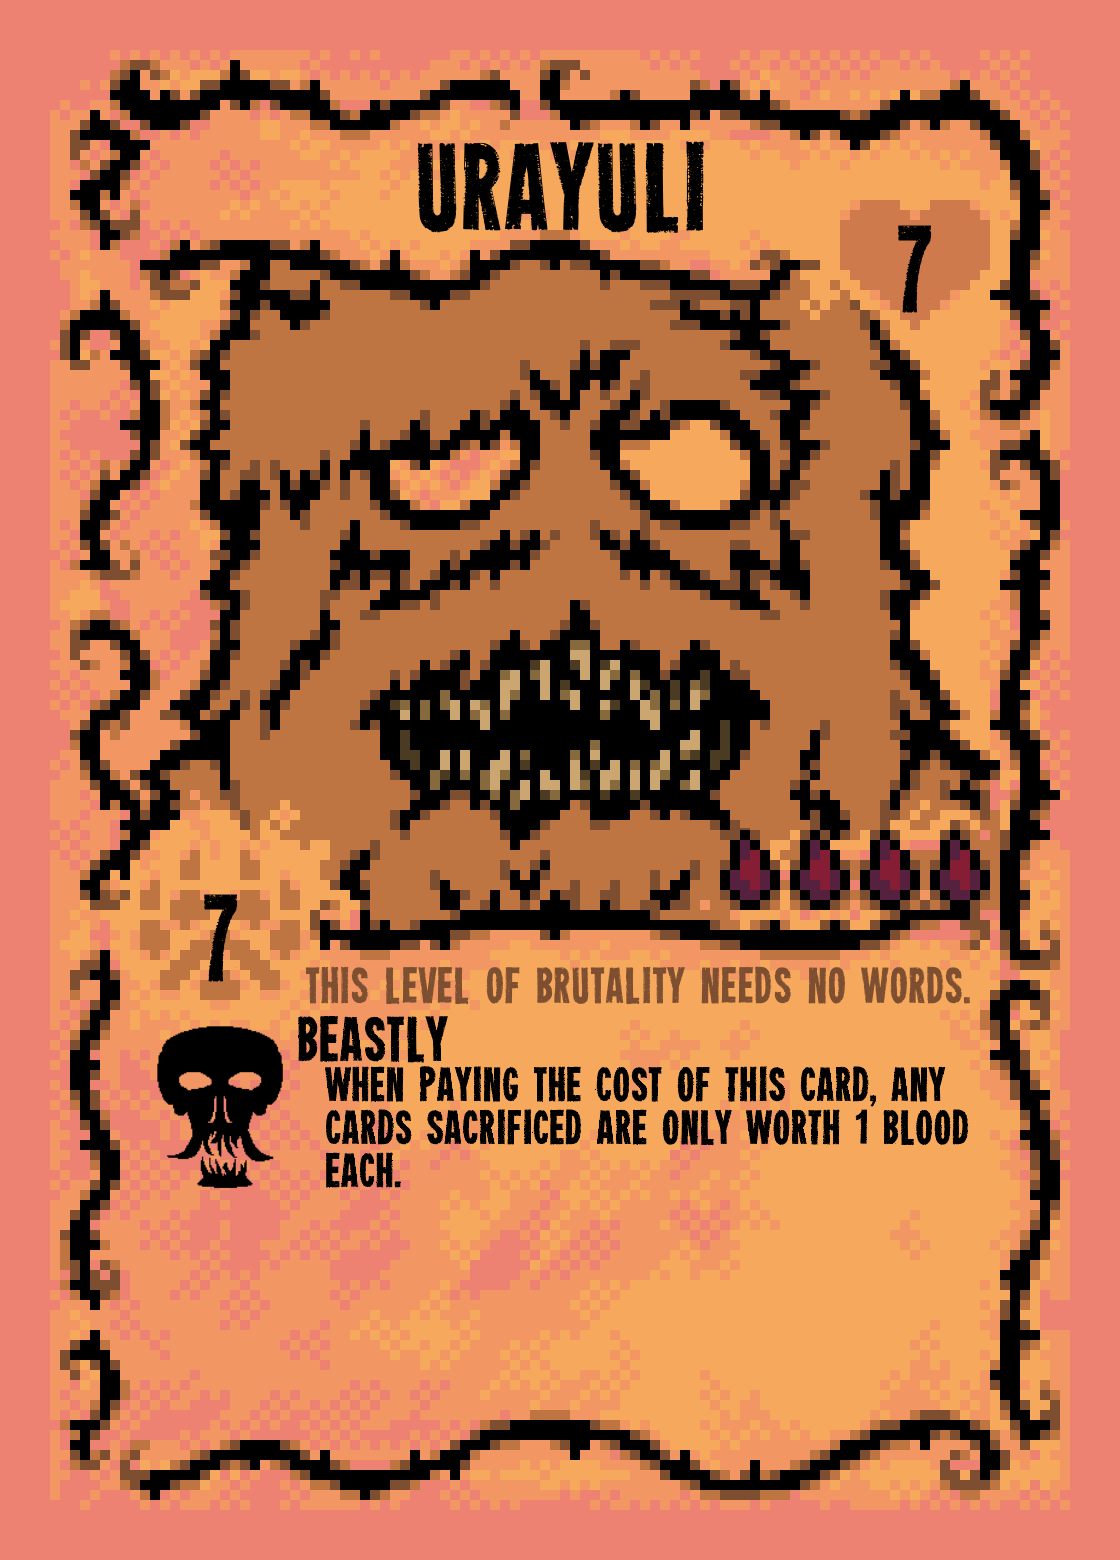 URAYULI
7
7
THIS LEVEL OF BRUTALITY NEEDS NO WORDS.
BEASTLY
WHEN PAYING THE COST OF THIS CARD, ANY
CARDS SACRIFICED ARE ONLY WORTH 1 BLOOD
EACH.